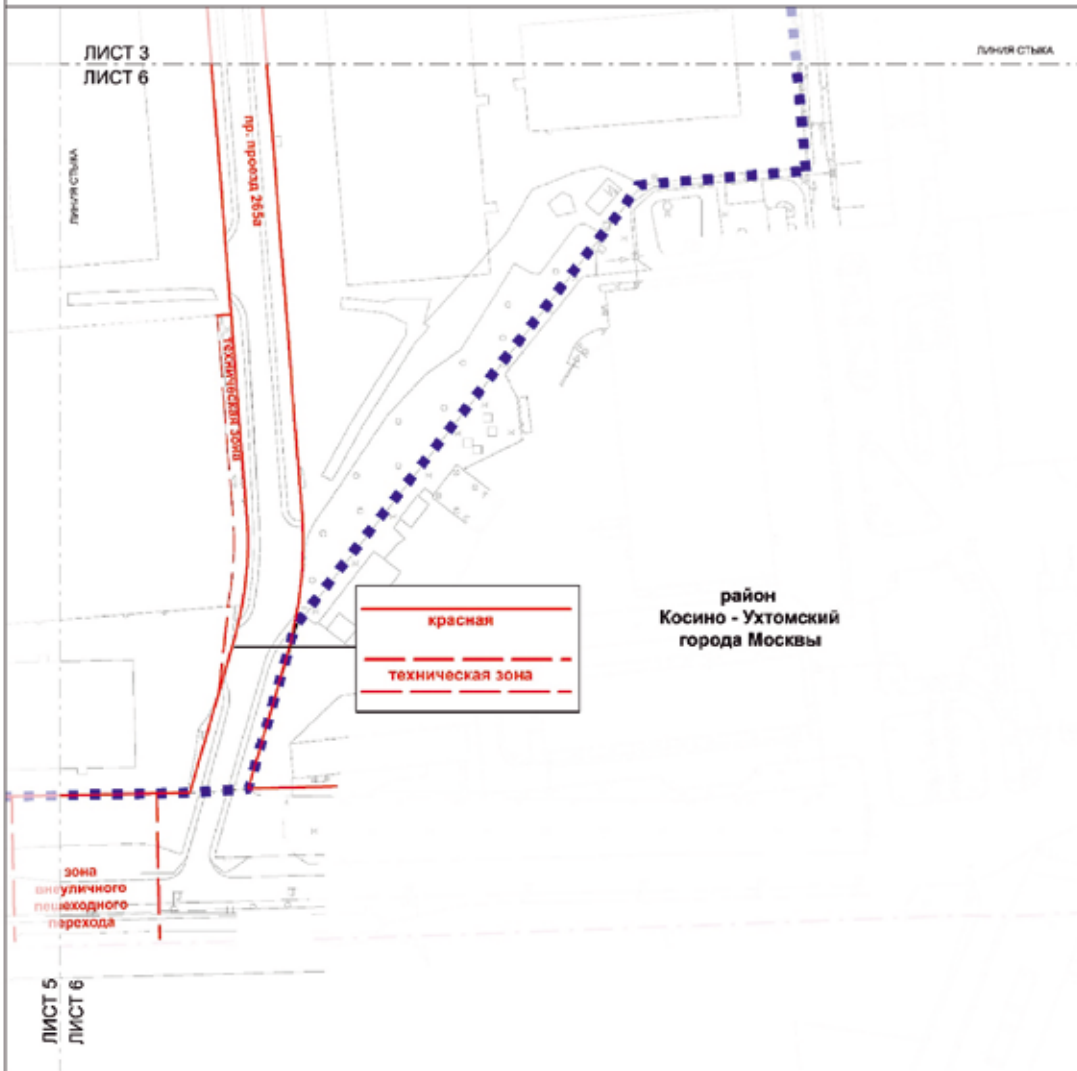 ЛИСТ 3
ЛИСТ 6
ЛИНИЯ СТЫКА
ЛИНИЯ СТЫКА
пр. проезд 265а
техническая зона
красная
техническая зона
район
Косино - Ухтомский
города Москвы
зона
внеуличного
пешеходного
перехода
ЛИСТ 5
ЛИСТ 6